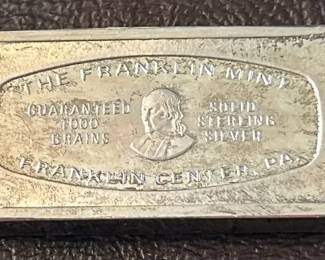 THE FRANKLIN MINT
GUARANTEED
1000
GRAINS
SOLID
STERLING
SILVER
FRANKLIN CENTER, PA.